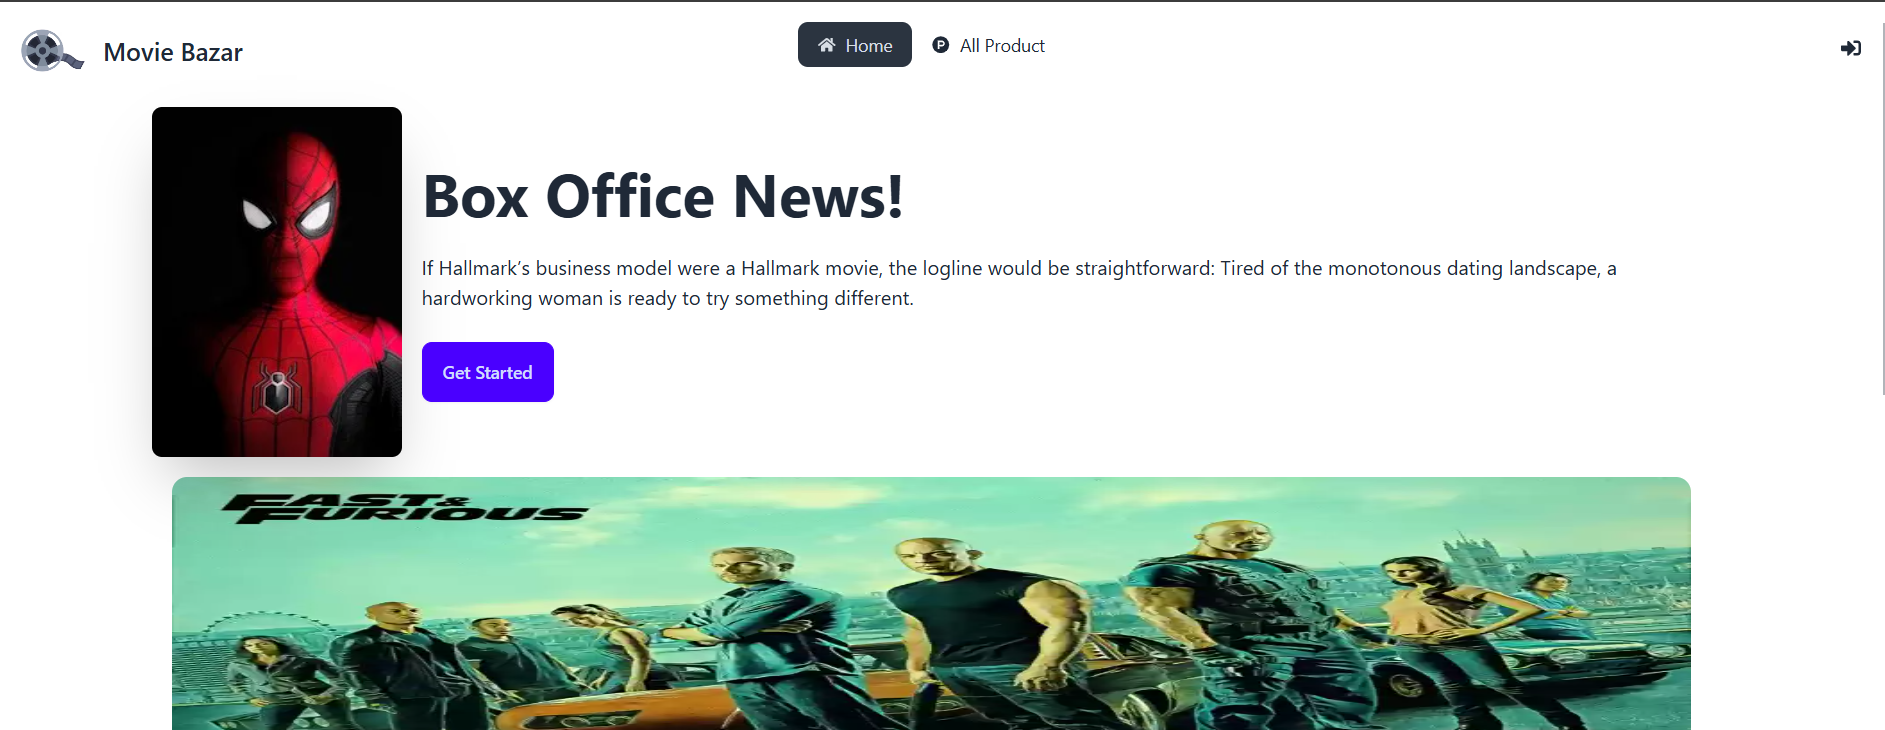 Movie Bazar
Home
All Product
Box Office News!
If Hallmark’s business model were a Hallmark movie, the logline would be straightforward: Tired of the monotonous dating landscape, a
hardworking woman is ready to try something different.
Get Started
FAST &
FURIOUS